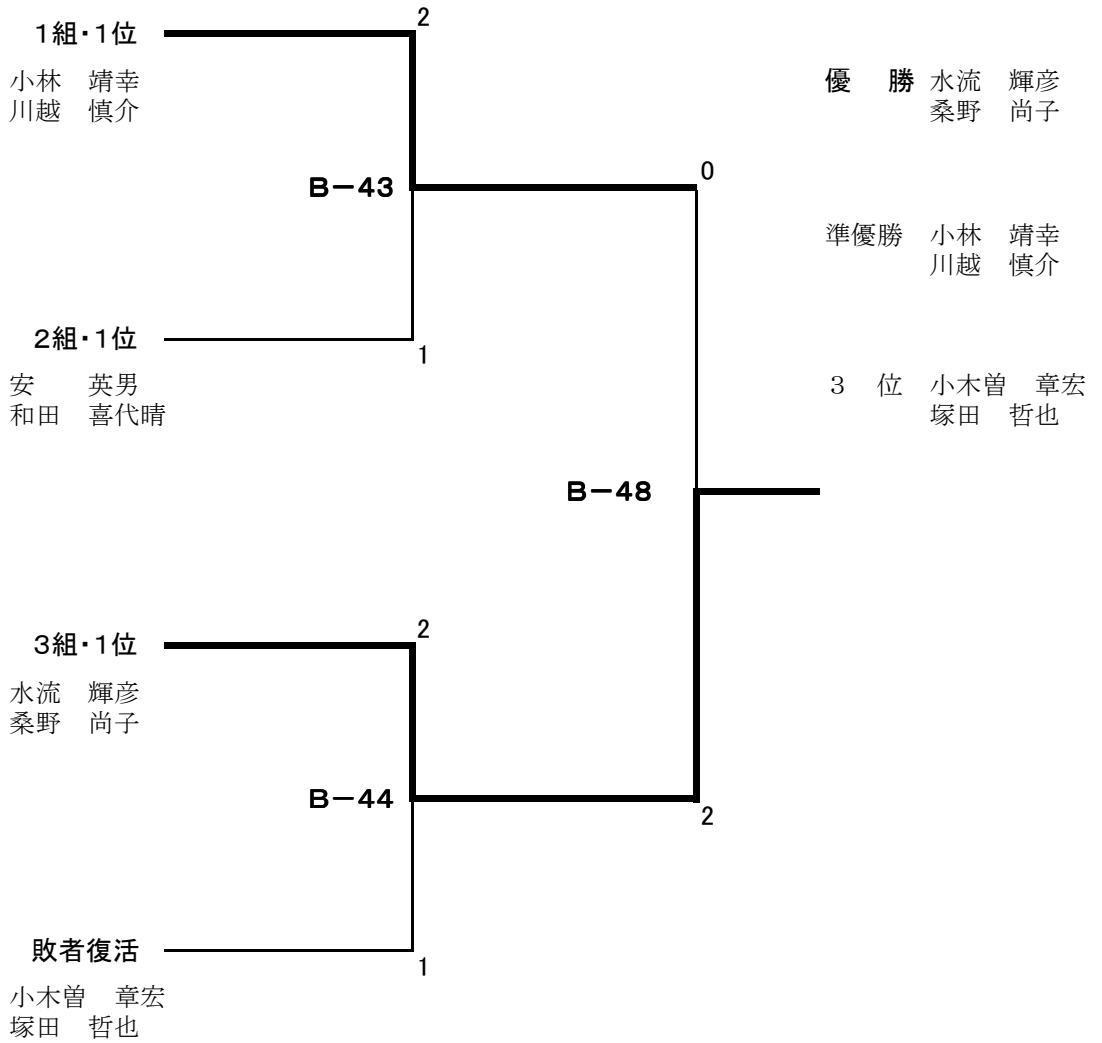 2
1組・1位
小林　靖幸
川越　慎介
優　勝 水流　輝彦
桑野　尚子
B－43
0
準優勝　小林　靖幸
川越　慎介
2組・1位
1
安　　英男
和田　喜代晴
3　位　小木曽　章宏
塚田　哲也
B－48
2
3組・1位
水流　輝彦
桑野　尚子
B－44
2
敗者復活
1
小木曽　章宏
塚田　哲也